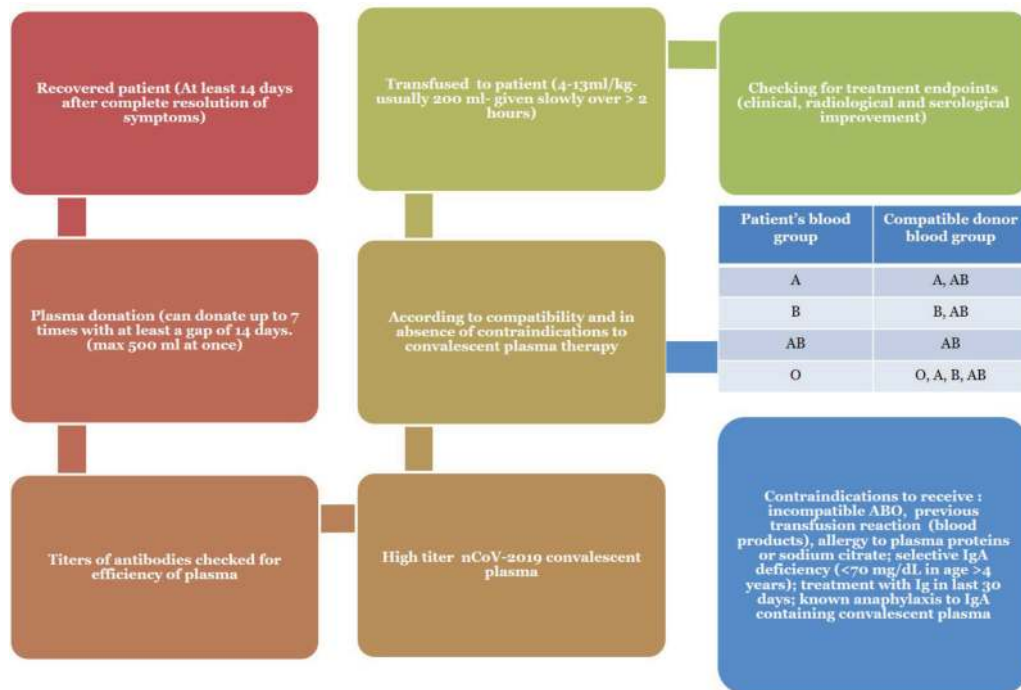 Recovered patient (At least 14 days
after complete resolution of
symptoms)
Plasma donation (can donate up to 7
times with at least a gap of 14 days.
(max 500 ml at once)
Titers of antibodies checked for
efficiency of plasma
High titer nCoV-2019 convalescent
plasma
According to compatibility and in
absence of contraindications to
convalescent plasma therapy
Transfused to patient (4-13ml/kg-
usually 200 ml- given slowly over > 2
hours)
Checking for treatment endpoints
(clinical, radiological and serological
improvement)
Patient's blood
group
Compatible donor
blood group
A
A, AB
B
B, AB
AB
AB
O
O, A, B, AB
Contraindications to receive :
incompatible ABO, previous
transfusion reaction (blood
products), allergy to plasma proteins
or sodium citrate; selective IgA
deficiency (<70 mg/dL in age >4
years); treatment with Ig in last 30
days; known anaphylaxis to IgA
containing convalescent plasma